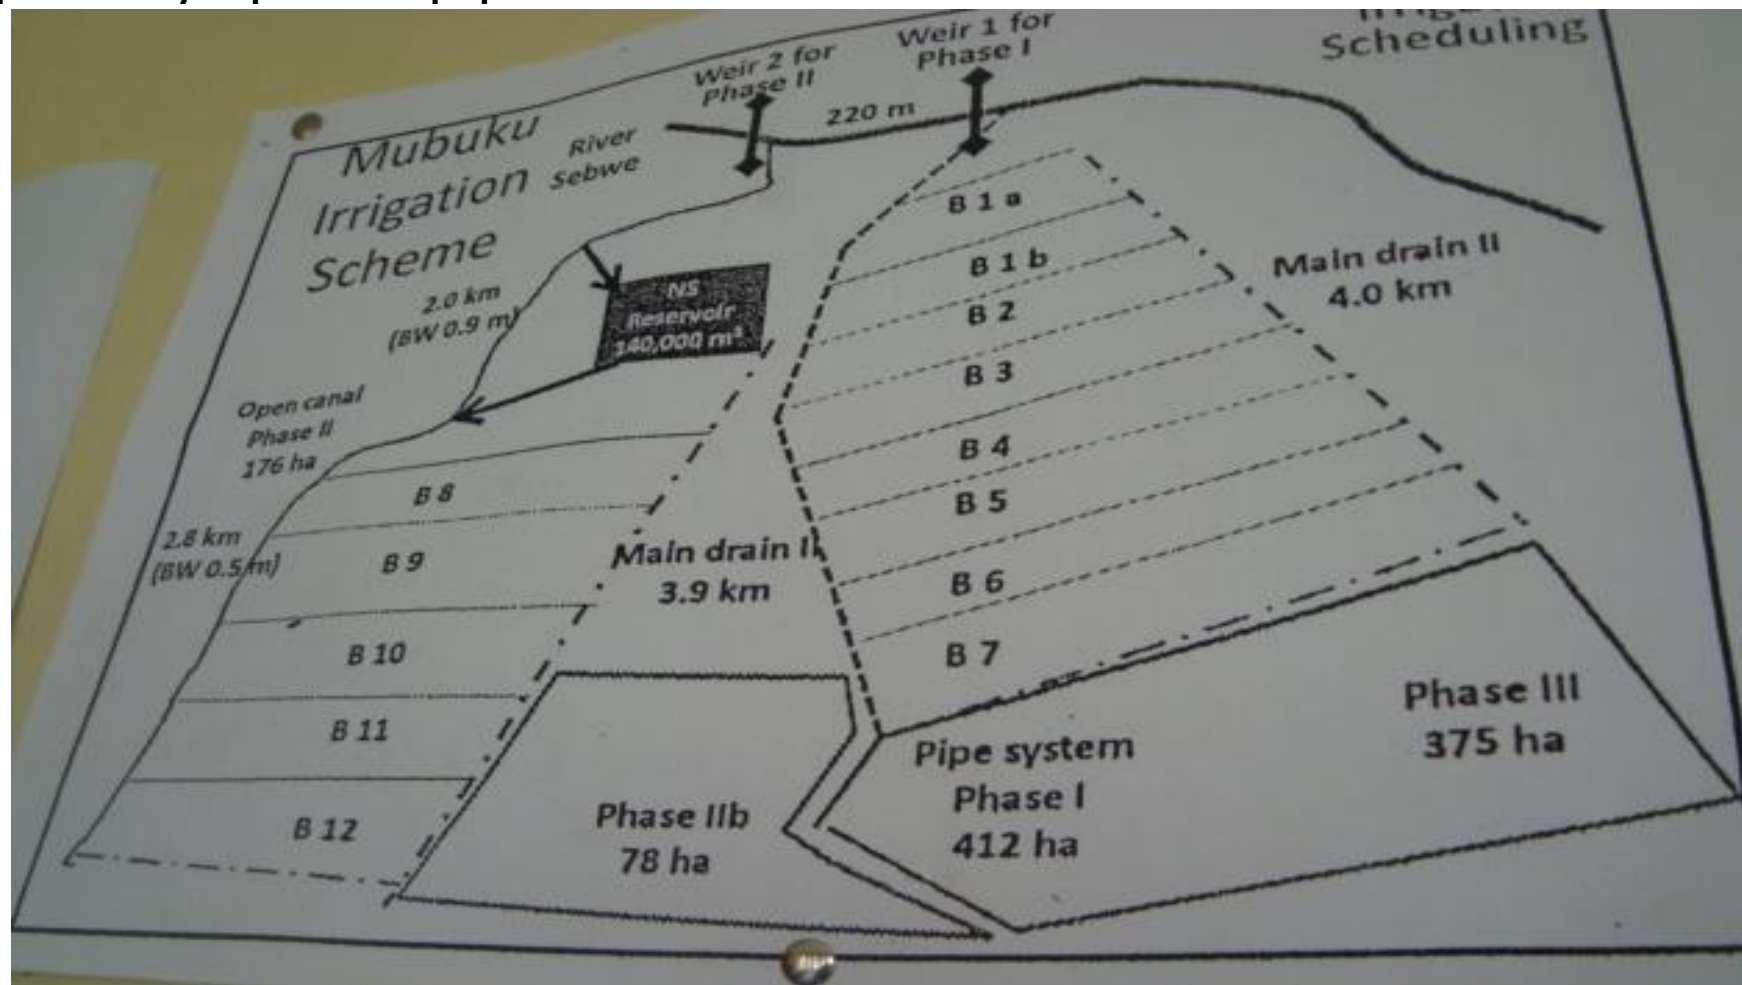 Weir 1 for
Phase I
Scheduling
Weir 2 for
Phase II
220 m
Mubuku
Irrigation
Scheme
River
Sebwe
B 1 a
B 1 b
B 2
B 3
B 4
B 5
B 6
B 7
Main drain II
4.0 km
NS
Reservoir
140,000 m³
2.0 km
(BW 0.9 m)
Open canal
Phase II
176 ha
2.8 km
(BW 0.5 m)
B 8
B 9
B 10
B 11
B 12
Main drain I
3.9 km
Phase IIb
78 ha
Pipe system
Phase I
412 ha
Phase III
375 ha